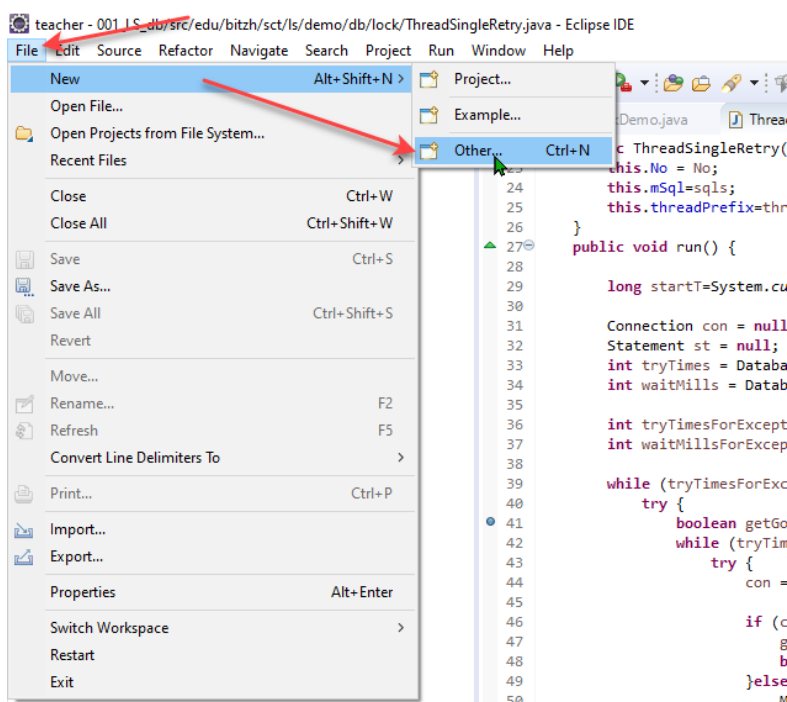 teacher - 001_LS_db/src/edu/bitzh/sct/ls/demo/db/lock/ThreadSingleRetry.java - Eclipse IDE
File Edit Source Refactor Navigate Search Project Run Window Help
New Alt+Shift+N >
Open File...
Open Projects from File System...
Recent Files >
Close Ctrl+W
Close All Ctrl+Shift+W
Save Ctrl+S
Save As...
Save All Ctrl+Shift+S
Revert
Move...
Rename... F2
Refresh F5
Convert Line Delimiters To >
Print... Ctrl+P
Import...
Export...
Properties Alt+Enter
Switch Workspace >
Restart
Exit
Project...
Example...
Other... Ctrl+N
Demo.java Threa
c ThreadSingleRetry(
this.No = No;
24 this.mSql=sqls;
25 this.threadPrefix=thr
26 }
27 public void run() {
28
29 long startT=System.cu
30
31 Connection con = null
32 Statement st = null;
33 int tryTimes = Databa
34 int waitMills = Datab
35
36 int tryTimesForExcept
37 int waitMillsForExcep
38
39 while (tryTimesForExc
40 try {
41 boolean getGo
42 while (tryTim
43 try {
44 con =
45
46 if (c
47 g
48 b
49 }else
50